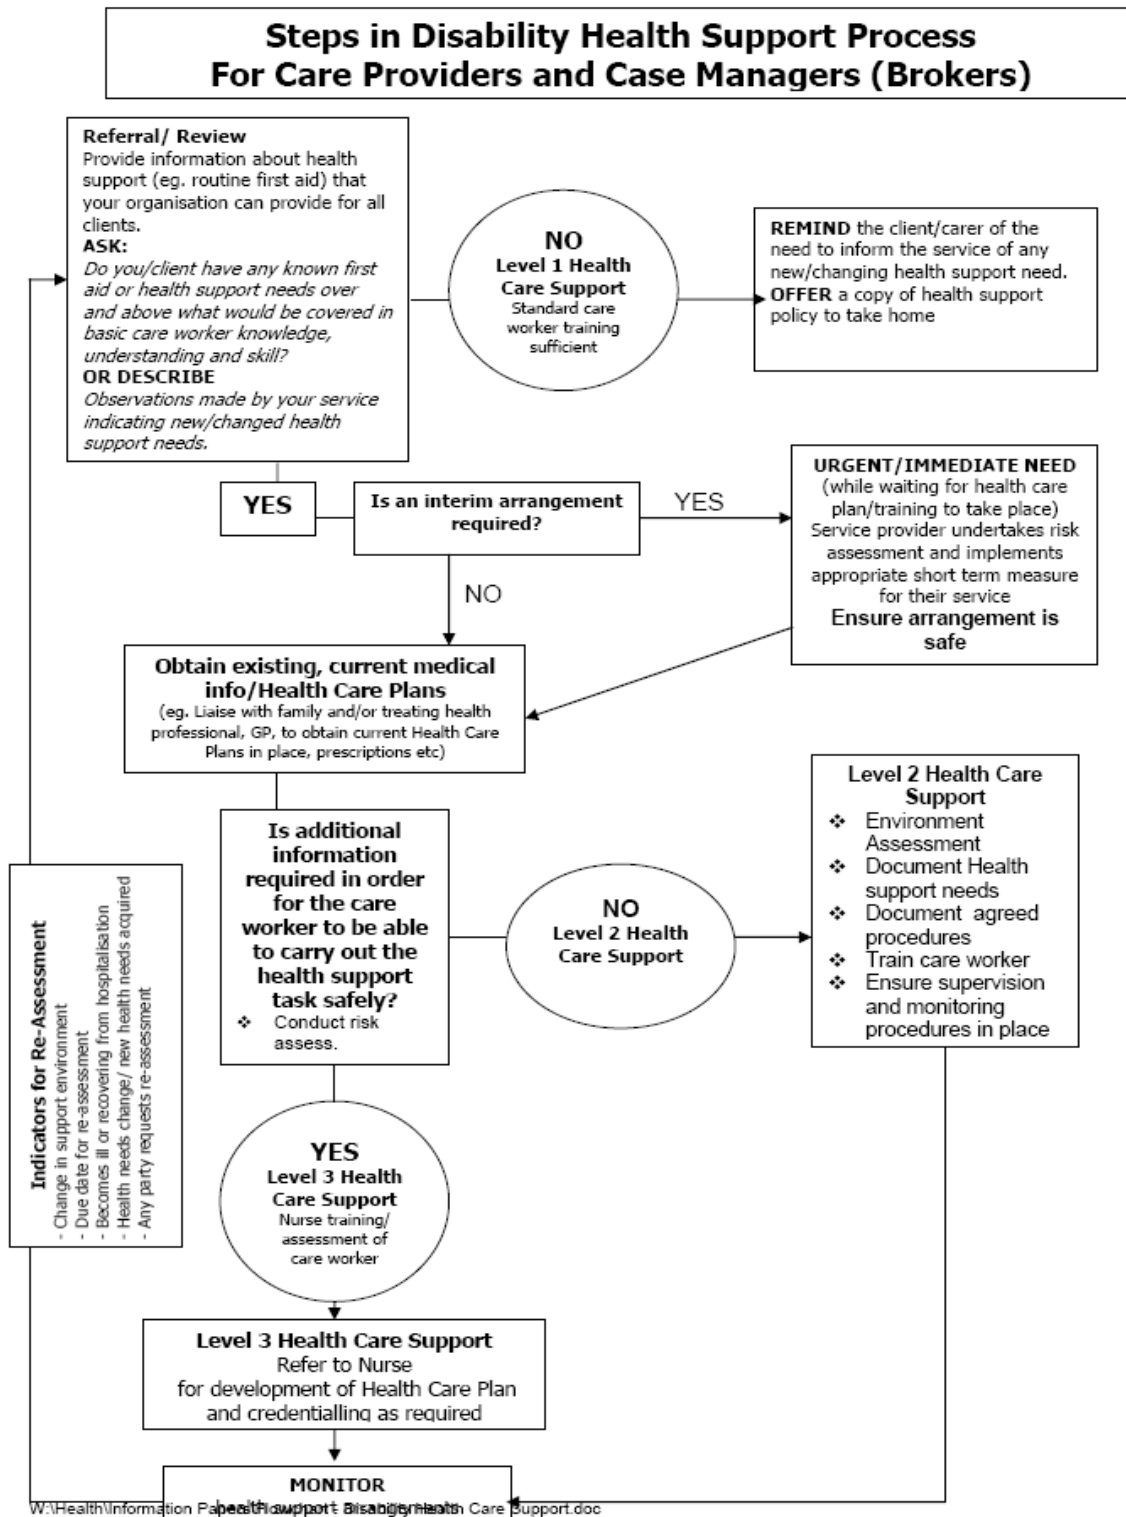 Steps in Disability Health Support Process
For Care Providers and Case Managers (Brokers)
Referral/ Review
Provide information about health
support (eg. routine first aid) that
your organisation can provide for all
clients.
ASK:
Do you/client have any known first
aid or health support needs over
and above what would be covered in
basic care worker knowledge,
understanding and skill?
OR DESCRIBE
Observations made by your service
indicating new/changed health
support needs.
NO
Level 1 Health
Care Support
Standard care
worker training
sufficient
REMIND the client/carer of the
need to inform the service of any
new/changing health support need.
OFFER a copy of health support
policy to take home
YES
Is an interim arrangement
required?
YES
NO
URGENT/IMMEDIATE NEED
(while waiting for health care
plan/training to take place)
Service provider undertakes risk
assessment and implements
appropriate short term measure
for their service
Ensure arrangement is
safe
Obtain existing, current medical
info/Health Care Plans
(eg. Liaise with family and/or treating health
professional, GP, to obtain current Health Care
Plans in place, prescriptions etc)
Is additional
information
required in order
for the care
worker to be able
to carry out the
health support
task safely?
❖ Conduct risk
assess.
NO
Level 2 Health
Care Support
Level 2 Health Care
Support
❖ Environment
Assessment
❖ Document Health
support needs
❖ Document agreed
procedures
❖ Train care worker
❖ Ensure supervision
and monitoring
procedures in place
Indicators for Re-Assessment
- Change in support environment
- Due date for re-assessment
- Becomes ill or recovering from hospitalisation
- Health needs change/ new health needs acquired
- Any party requests re-assessment
YES
Level 3 Health
Care Support
Nurse training/
assessment of
care worker
Level 3 Health Care Support
Refer to Nurse
for development of Health Care Plan
and credentialling as required
MONITOR
health support
W:\Health\Information Papers\Flowchart - Disability Health Care Support.doc